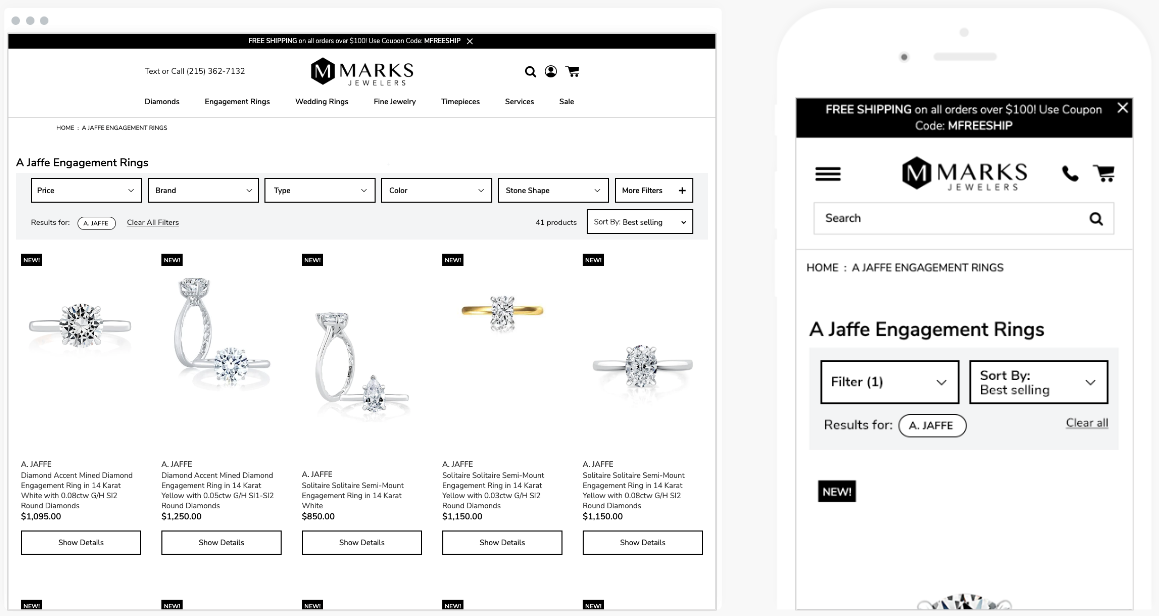 FREE SHIPPING on all orders over $100! Use Coupon Code: MFREESHIP
Text or Call (215) 362-7132
M MARKS
JEWELERS
Diamonds Engagement Rings Wedding Rings Fine Jewelry Timepieces Services Sale
HOME : A JAFFE ENGAGEMENT RINGS
A Jaffe Engagement Rings
Price Brand Type Color Stone Shape More Filters +
Results for: A. JAFFE Clear All Filters 41 products Sort By: Best selling
NEW! NEW! NEW! NEW! NEW!
A. JAFFE
Diamond Accent Mined Diamond
Engagement Ring in 14 Karat
White with 0.08ctw G/H SI2
Round Diamonds
$1,095.00
Show Details
A. JAFFE
Diamond Accent Mined Diamond
Engagement Ring in 14 Karat
Yellow with 0.05ctw G/H SI1-SI2
Round Diamonds
$1,250.00
Show Details
A. JAFFE
Solitaire Solitaire Semi-Mount
Engagement Ring in 14 Karat
White
$850.00
Show Details
A. JAFFE
Solitaire Solitaire Semi-Mount
Engagement Ring in 14 Karat
Yellow with 0.03ctw G/H SI2
Round Diamonds
$1,150.00
Show Details
A. JAFFE
Solitaire Solitaire Semi-Mount
Engagement Ring in 14 Karat
Yellow with 0.08ctw G/H SI2
Round Diamonds
$1,150.00
Show Details
NEW! NEW! NEW! NEW! NEW!
FREE SHIPPING on all orders over $100! Use Coupon
Code: MFREESHIP
M MARKS
JEWELERS
Search
HOME : A JAFFE ENGAGEMENT RINGS
A Jaffe Engagement Rings
Filter (1)
Sort By:
Best selling
Results for: A. JAFFE Clear all
NEW!